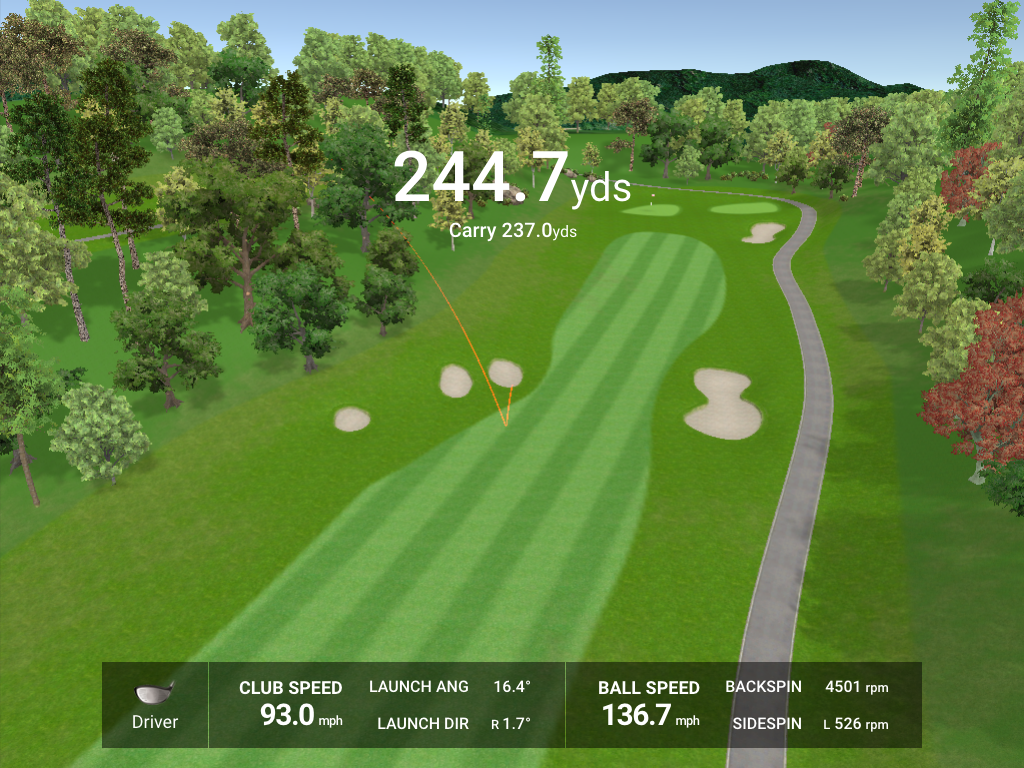 244.7yds
Carry 237.0yds
Driver
CLUB SPEED
93.0 mph
LAUNCH ANG 16.4°
LAUNCH DIR R 1.7°
BALL SPEED
136.7 mph
BACKSPIN 4501 rpm
SIDESPIN L 526 rpm